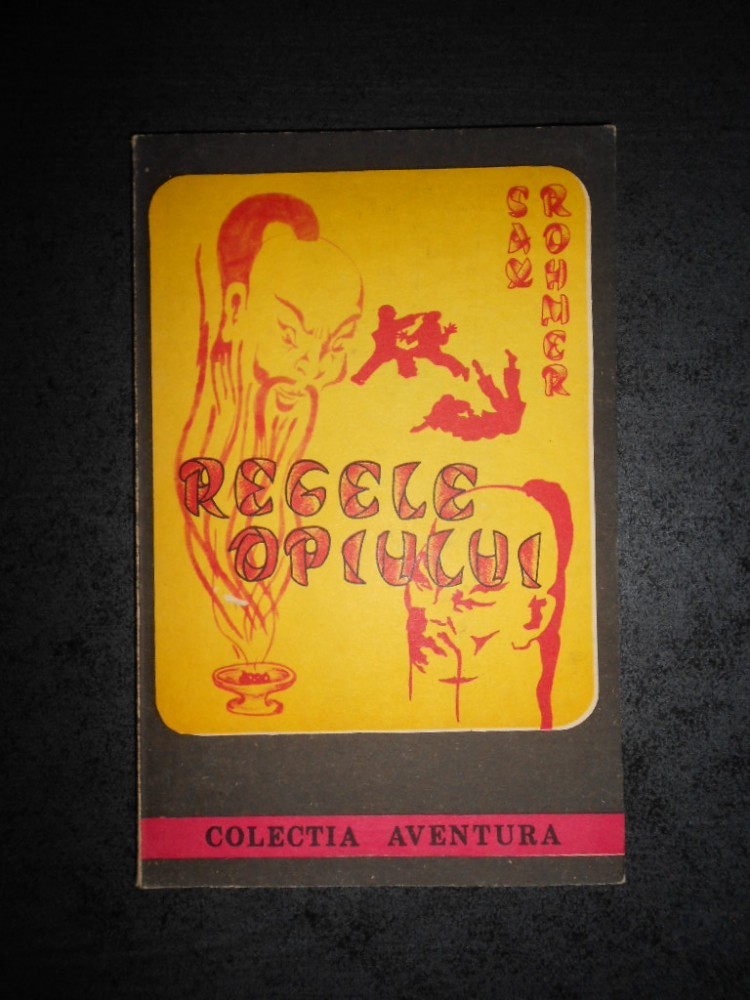 SAX
ROHMER
REGELE
OPIULUI
COLECTIA AVENTURA